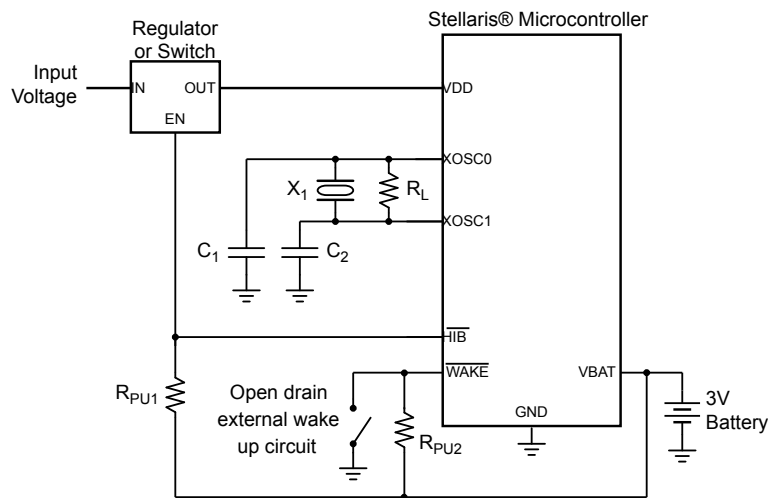 Stellaris® Microcontroller
Regulator
or Switch
Input
Voltage
IN
OUT
EN
VDD
XOSC0
X1
RL
XOSC1
C1
C2
HIB
WAKE
VBAT
RPU1
Open drain
external wake
up circuit
RPU2
GND
3V
Battery